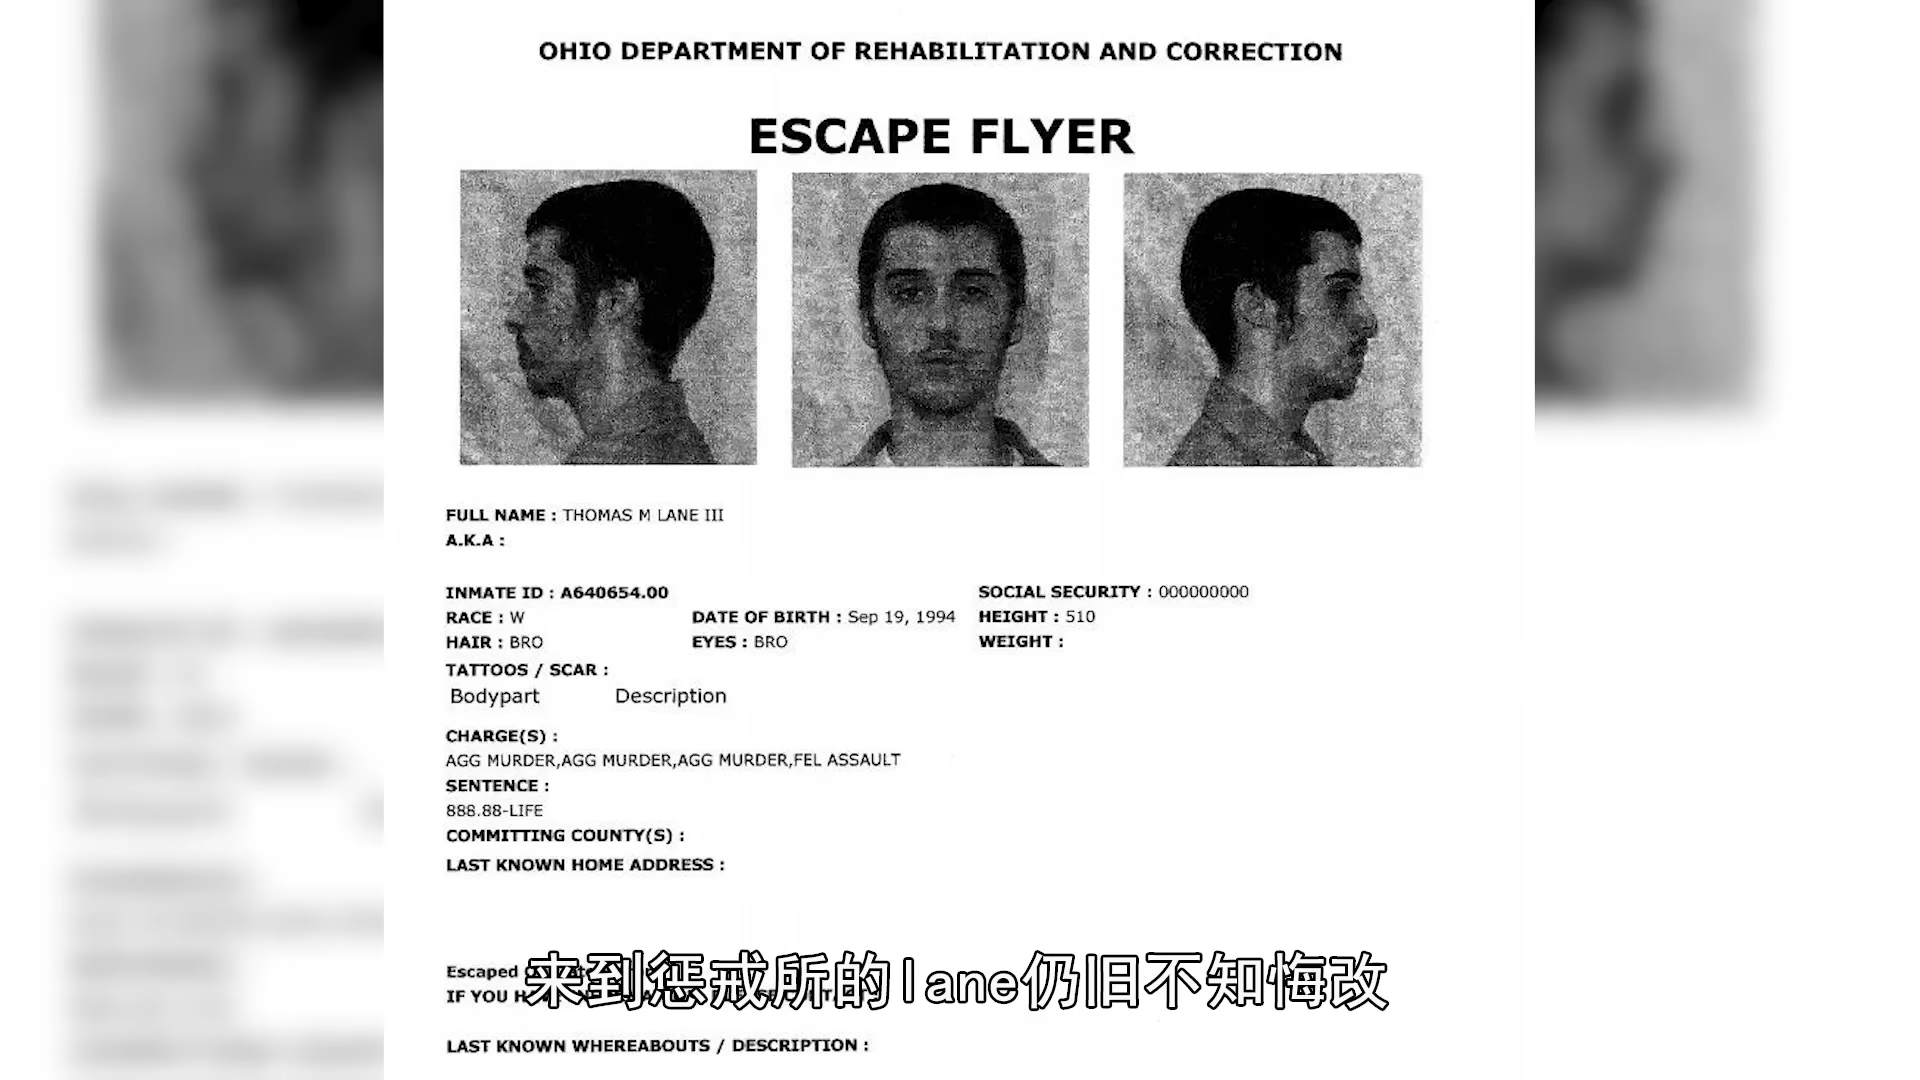 OHIO DEPARTMENT OF REHABILITATION AND CORRECTION
ESCAPE FLYER
FULL NAME : THOMAS M LANE III
A.K.A :
INMATE ID : A640654.00 SOCIAL SECURITY : 000000000
RACE : W DATE OF BIRTH : Sep 19, 1994 HEIGHT : 510
HAIR : BRO EYES : BRO WEIGHT :
TATTOOS / SCAR :
Bodypart Description
CHARGE(S) :
AGG MURDER,AGG MURDER,AGG MURDER,FEL ASSAULT
SENTENCE :
888.88-LIFE
COMMITTING COUNTY(S) :
LAST KNOWN HOME ADDRESS :
Escaped
IF YOU
来到惩戒所的lane仍旧不知悔改
LAST KNOWN WHEREABOUTS / DESCRIPTION :